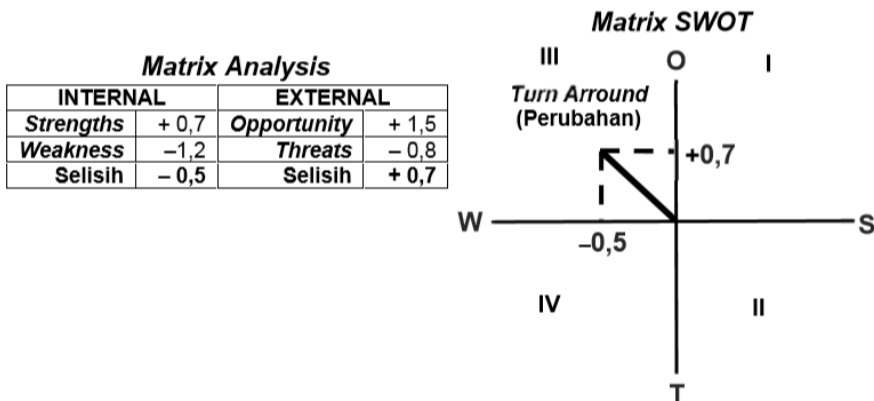 Matrix Analysis
INTERNAL EXTERNAL
Strengths + 0,7 Opportunity + 1,5
Weakness –1,2 Threats – 0,8
Selisih – 0,5 Selisih + 0,7
Matrix SWOT
III O I
Turn Arround
(Perubahan)
+0,7
W S
–0,5
IV II
T